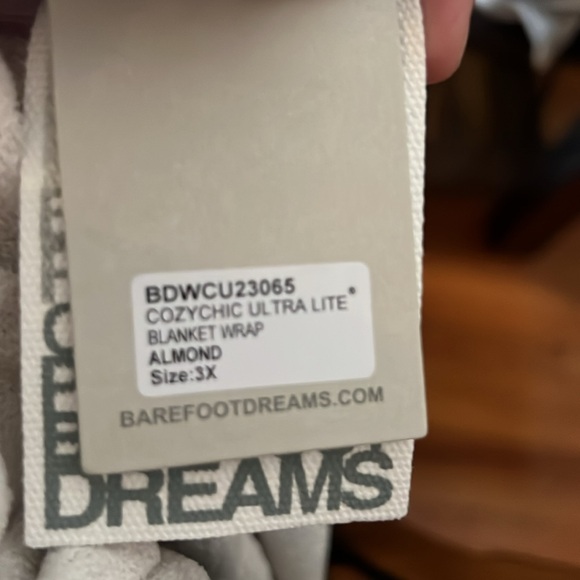 BDWCU23065
COZYCHIC ULTRA LITE®
BLANKET WRAP
ALMOND
Size:3X
BAREFOOTDREAMS.COM
DREAMS